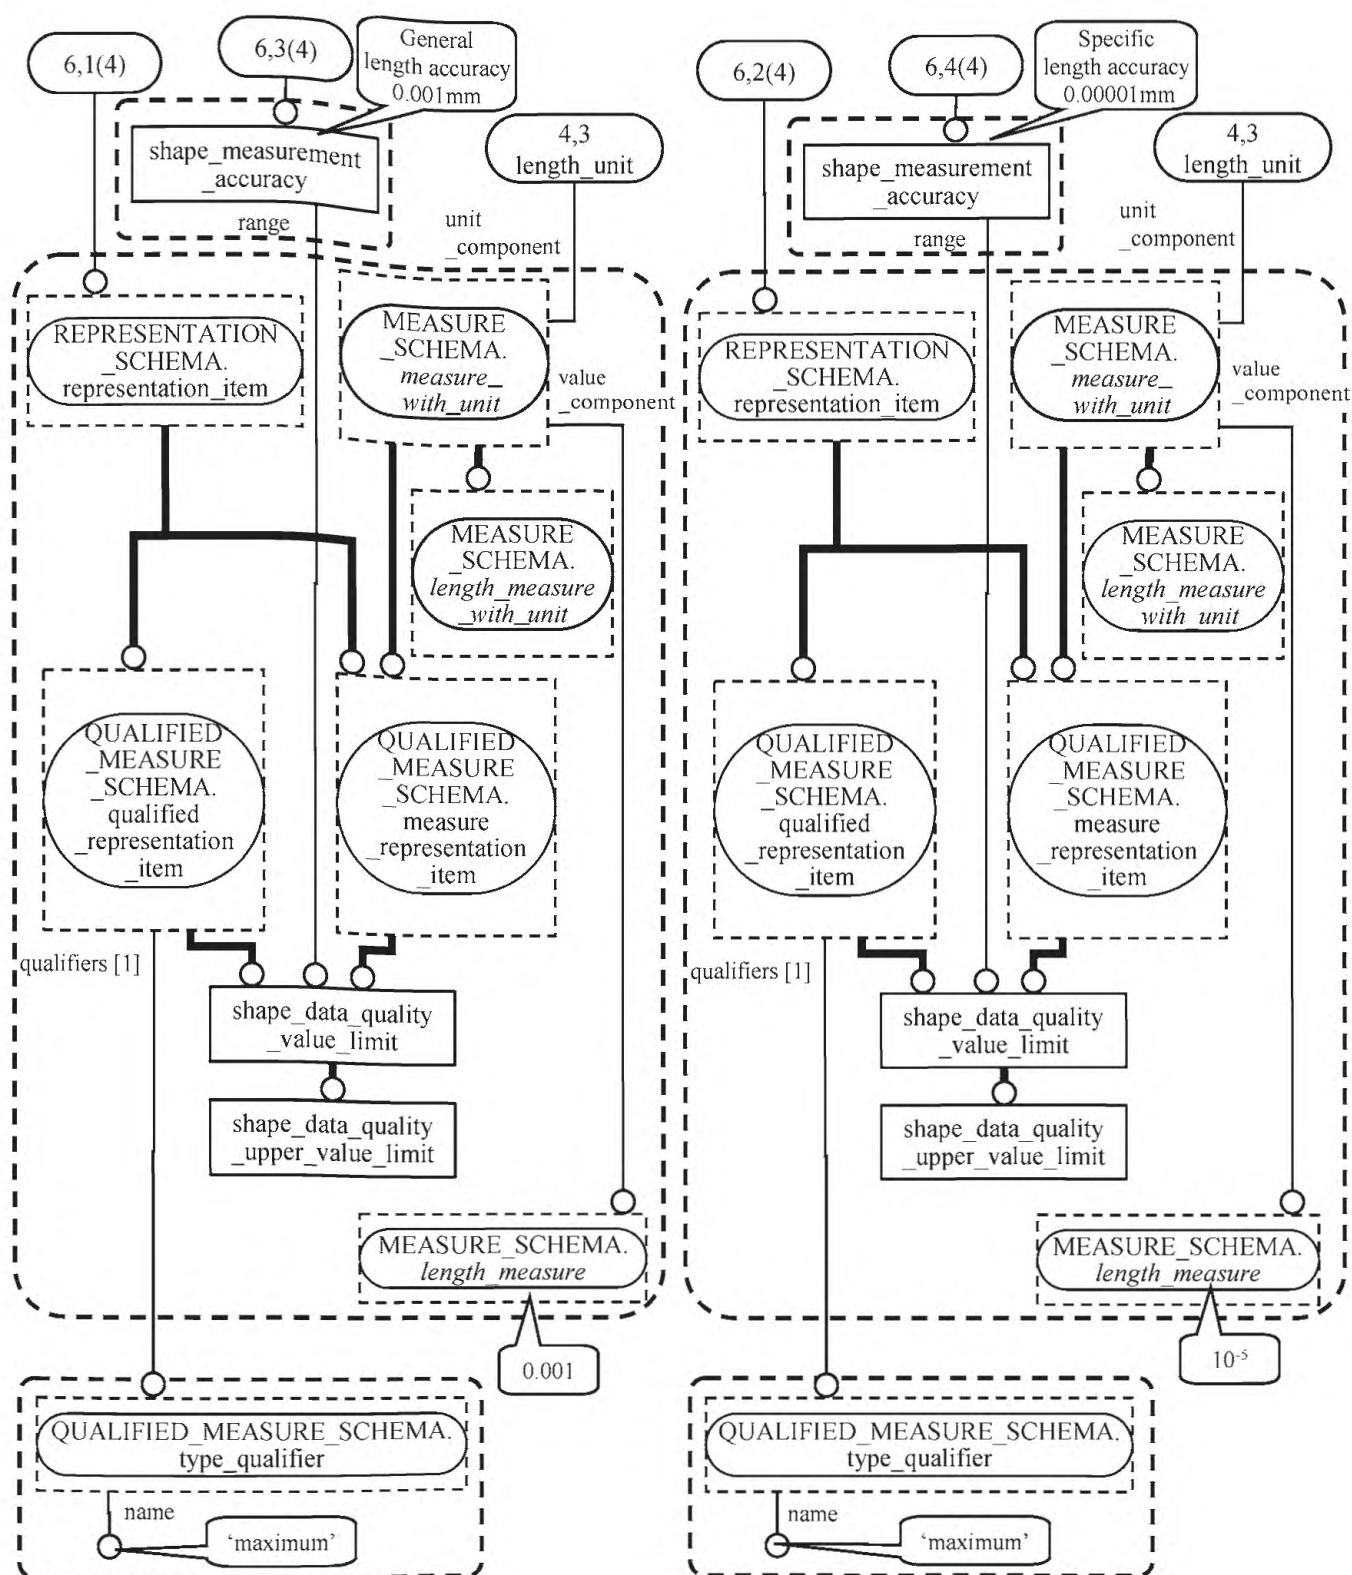 6,1(4)
6,3(4)
General
length accuracy
0.001mm
shape_measurement
_accuracy
range
4,3
length_unit
unit
_component
REPRESENTATION
_SCHEMA.
representation_item
MEASURE
_SCHEMA.
measure_
with_unit
value
_component
MEASURE
_SCHEMA.
length_measure
_with_unit
QUALIFIED
_MEASURE
_SCHEMA.
qualified
_representation
_item
QUALIFIED
_MEASURE
_SCHEMA.
measure
_representation
_item
qualifiers [1]
shape_data_quality
_value_limit
shape_data_quality
_upper_value_limit
MEASURE_SCHEMA.
length_measure
0.001
QUALIFIED_MEASURE_SCHEMA.
type_qualifier
name
‘maximum’
6,2(4)
6,4(4)
Specific
length accuracy
0.00001mm
shape_measurement
_accuracy
range
4,3
length_unit
unit
_component
REPRESENTATION
_SCHEMA.
representation_item
MEASURE
_SCHEMA.
measure_
with_unit
value
_component
MEASURE
_SCHEMA.
length_measure
_with_unit
QUALIFIED
_MEASURE
_SCHEMA.
qualified
_representation
_item
QUALIFIED
_MEASURE
_SCHEMA.
measure
_representation
_item
qualifiers [1]
shape_data_quality
_value_limit
shape_data_quality
_upper_value_limit
MEASURE_SCHEMA.
length_measure
10⁻⁵
QUALIFIED_MEASURE_SCHEMA.
type_qualifier
name
‘maximum’